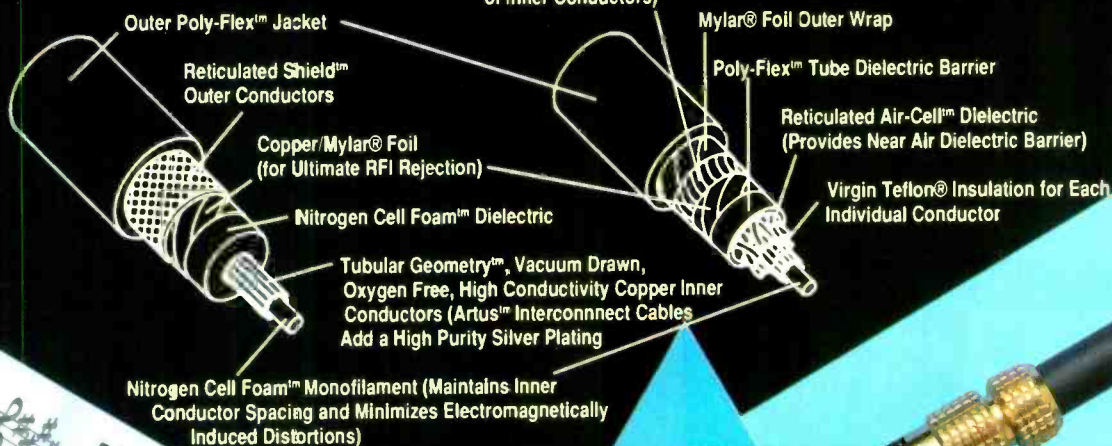 of Inner Conductors)
Outer Poly-Flex™ Jacket
Mylar® Foil Outer Wrap
Reticulated Shield™
Outer Conductors
Poly-Flex™ Tube Dielectric Barrier
Copper/Mylar® Foil
(for Ultimate RFI Rejection)
Reticulated Air-Cell™ Dielectric
(Provides Near Air Dielectric Barrier)
Nitrogen Cell Foam™ Dielectric
Virgin Teflon® Insulation for Each
Individual Conductor
Tubular Geometry™, Vacuum Drawn,
Oxygen Free, High Conductivity Copper Inner
Conductors (Artus™ Interconnnect Cables
Add a High Purity Silver Plating
Nitrogen Cell Foam™ Monofilament (Maintains Inner
Conductor Spacing and Minimizes Electromagnetically
Induced Distortions)